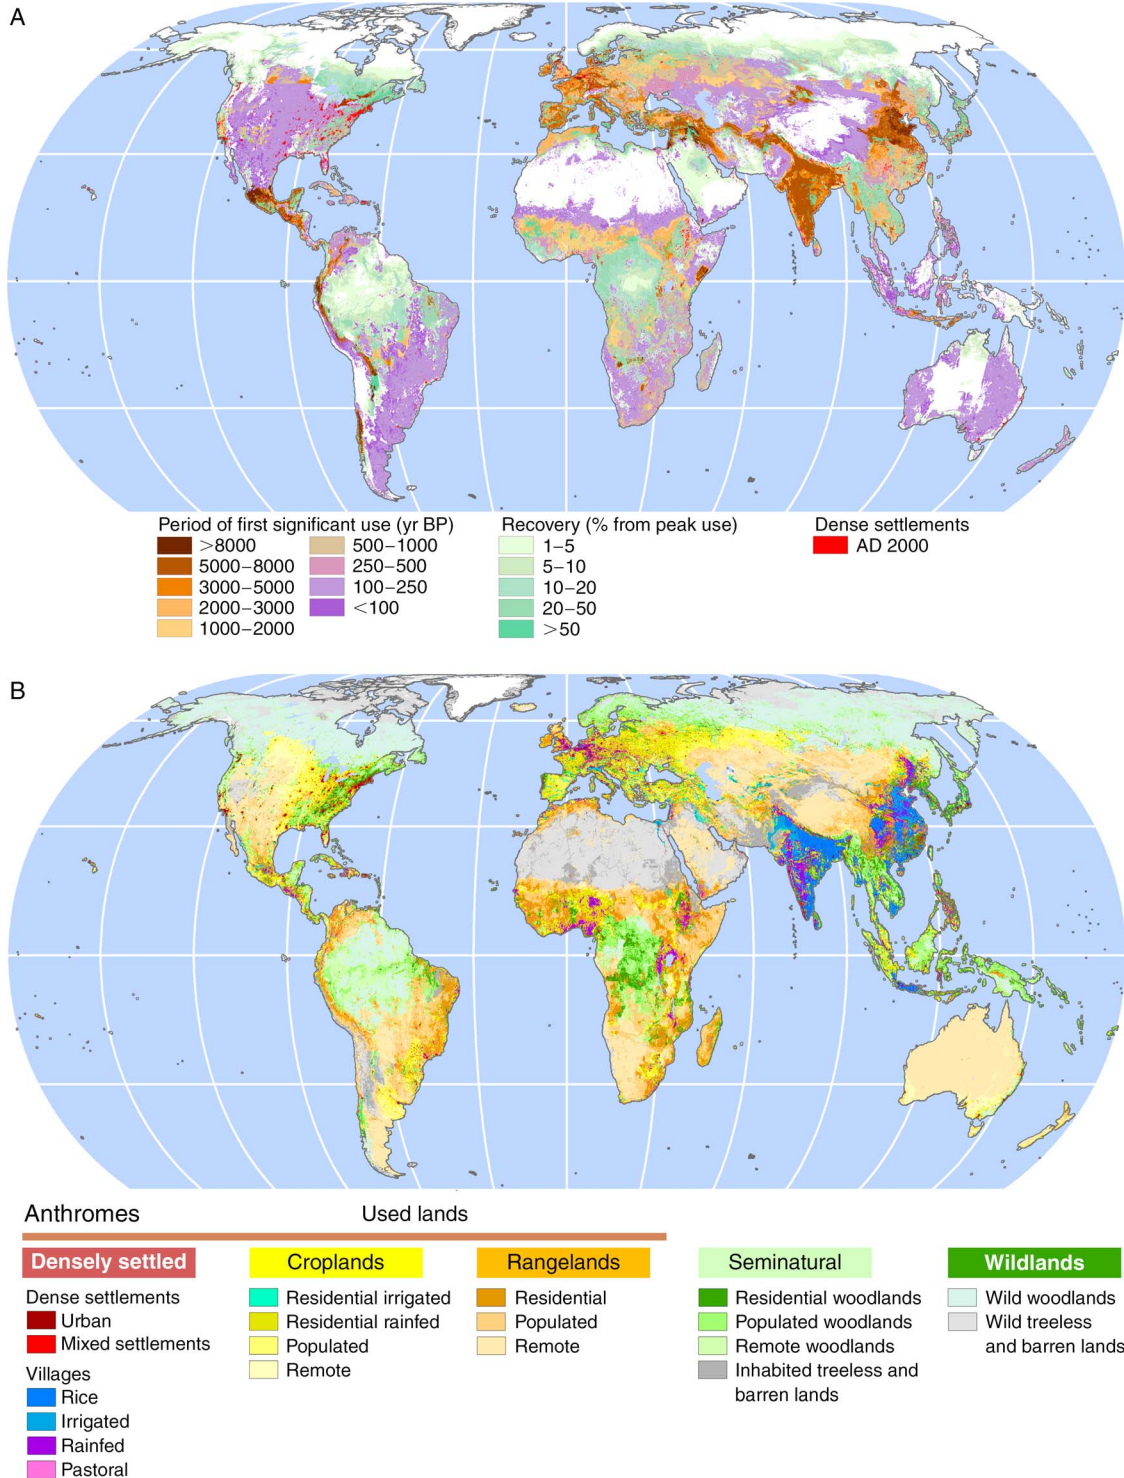 A
Period of first significant use (yr BP)
>8000
5000–8000
3000–5000
2000–3000
1000–2000
500–1000
250–500
100–250
<100
Recovery (% from peak use)
1–5
5–10
10–20
20–50
>50
Dense settlements
AD 2000
B
Anthromes
Used lands
Densely settled
Dense settlements
Urban
Mixed settlements
Villages
Rice
Irrigated
Rainfed
Pastoral
Croplands
Residential irrigated
Residential rainfed
Populated
Remote
Rangelands
Residential
Populated
Remote
Seminatural
Residential woodlands
Populated woodlands
Remote woodlands
Inhabited treeless and
barren lands
Wildlands
Wild woodlands
Wild treeless
and barren lands